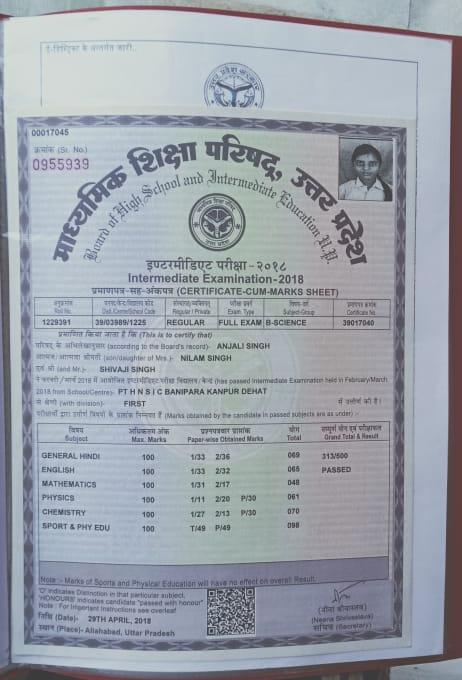 ई-डिस्ट्रिक्ट के अन्तर्गत जारी..
00017045
क्रमांक (Sr. No.)
0955939
माध्यमिक शिक्षा परिषद्, उत्तर प्रदेश
Board of High School and Intermediate Education U.P.
इण्टरमीडिएट परीक्षा-२०१८
Intermediate Examination-2018
प्रमाणपत्र-सह-अंकपत्र (CERTIFICATE-CUM-MARKS SHEET)
अनुक्रमांक Roll No. जनपद/केन्द्र/विद्यालय कोड Dist./Centre/School Code संस्थागत/व्यक्तिगत Regular / Private परीक्षा प्रकार Exam Type विषय-वर्ग Subject-Group प्रमाणपत्र क्रमांक Certificate No.
1229391 39/03989/1225 REGULAR FULL EXAM B-SCIENCE 39017040
प्रमाणित किया जाता है कि (This is to certify that)
परिषद् के अभिलेखानुसार (according to the Board's record)- ANJALI SINGH
आत्मज/आत्मजा श्रीमती (son/daughter of Mrs.)- NILAM SINGH
एवं श्री (and Mr.)- SHIVAJI SINGH
ने फरवरी/मार्च 2018 में आयोजित इण्टरमीडिएट परीक्षा विद्यालय/केन्द्र (has passed Intermediate Examination held in February/March,
2018 from School/Centre)- PT H N S I C BANIPARA KANPUR DEHAT
से श्रेणी (with division)- FIRST में उत्तीर्ण की है।
परीक्षार्थी द्वारा उत्तीर्ण विषयों के प्राप्तांक निम्नवत हैं (Marks obtained by the candidate in passed subjects are as under) :-
विषय अधिकतम अंक प्रश्नपत्रवार प्राप्तांक योग सम्पूर्ण योग एवं परीक्षाफल
Subject Max. Marks Paper-wise Obtained Marks Total Grand Total & Result
GENERAL HINDI 100 1/33 2/36 069 313/500
ENGLISH 100 1/33 2/32 065 PASSED
MATHEMATICS 100 1/31 2/17 048
PHYSICS 100 1/11 2/20 P/30 061
CHEMISTRY 100 1/27 2/13 P/30 070
SPORT & PHY EDU 100 T/49 P/49 098
Note :- Marks of Sports and Physical Education will have no effect on overall Result.
'D' indicates Distinction in that particular subject.
'HONOURS' indicates candidate "passed with honour"
Note : For Important Instructions see overleaf
तिथि (Date)- 29TH APRIL, 2018
स्थान (Place)- Allahabad, Uttar Pradesh
(नीना श्रीवास्तव)
(Neena Shrivastava)
सचिव (Secretary)